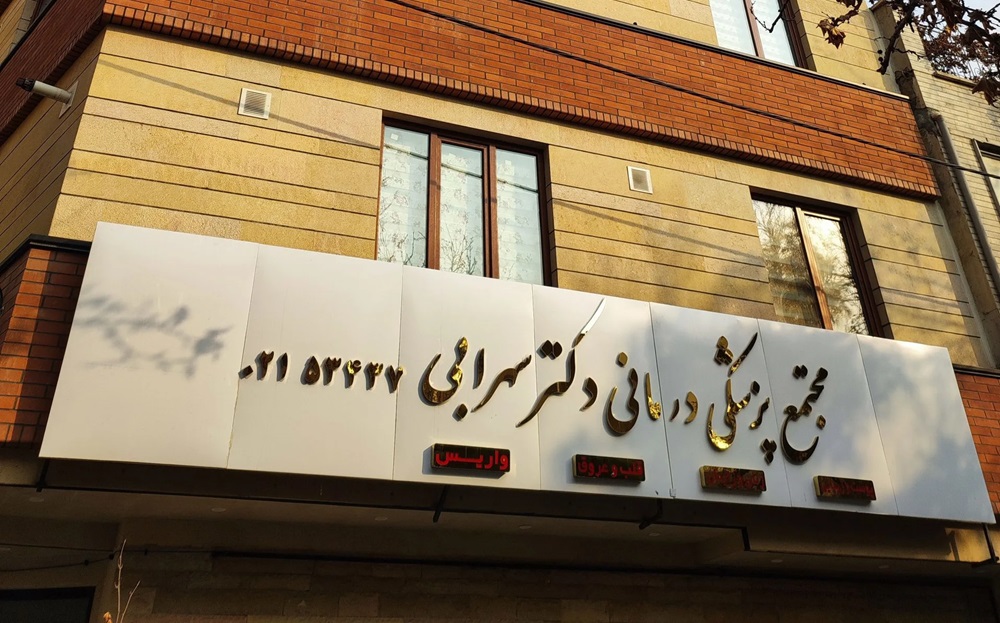 مجتمع پزشکی درمانی دکتر سهرابی ۰۲۱ ۵۳۴۳۷
قلب و عروق
واریس